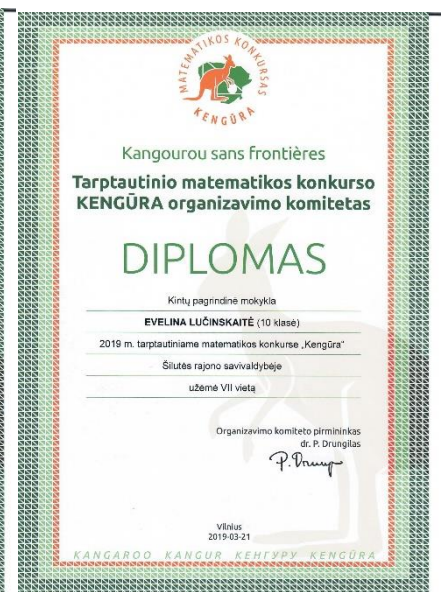 MATEMATIKOS KONKURSAS
KENGŪRA
Kangourou sans frontières
Tarptautinio matematikos konkurso
KENGŪRA organizavimo komitetas
DIPLOMAS
Kintų pagrindinė mokykla
EVELINA LUČINSKAITĖ (10 klasė)
2019 m. tarptautiniame matematikos konkurse „Kengūra“
Šilutės rajono savivaldybėje
užėmė VII vietą
Organizavimo komiteto pirmininkas
dr. P. Drungilas
Vilnius
2019-03-21
KANGAROO KANGUR КЕНГУРУ KENGŪRA